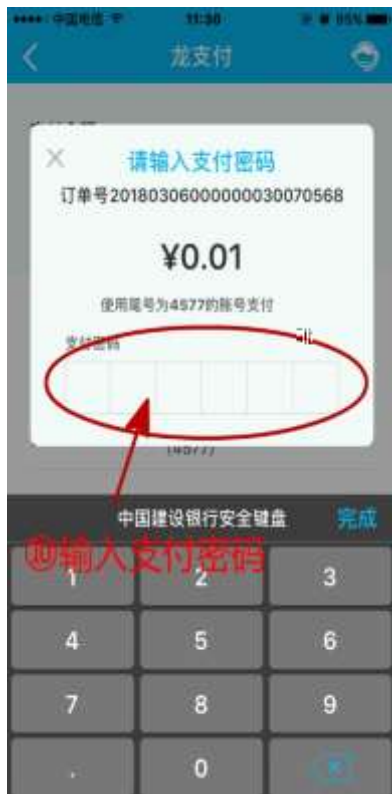 中国电信 11:30 95%
龙支付
请输入支付密码
订单号20180306000000030070568
¥0.01
使用尾号为4577的账号支付
支付密码
(4577)
中国建设银行安全键盘 完成
⑩输入支付密码
1 2 3
4 5 6
7 8 9
. 0